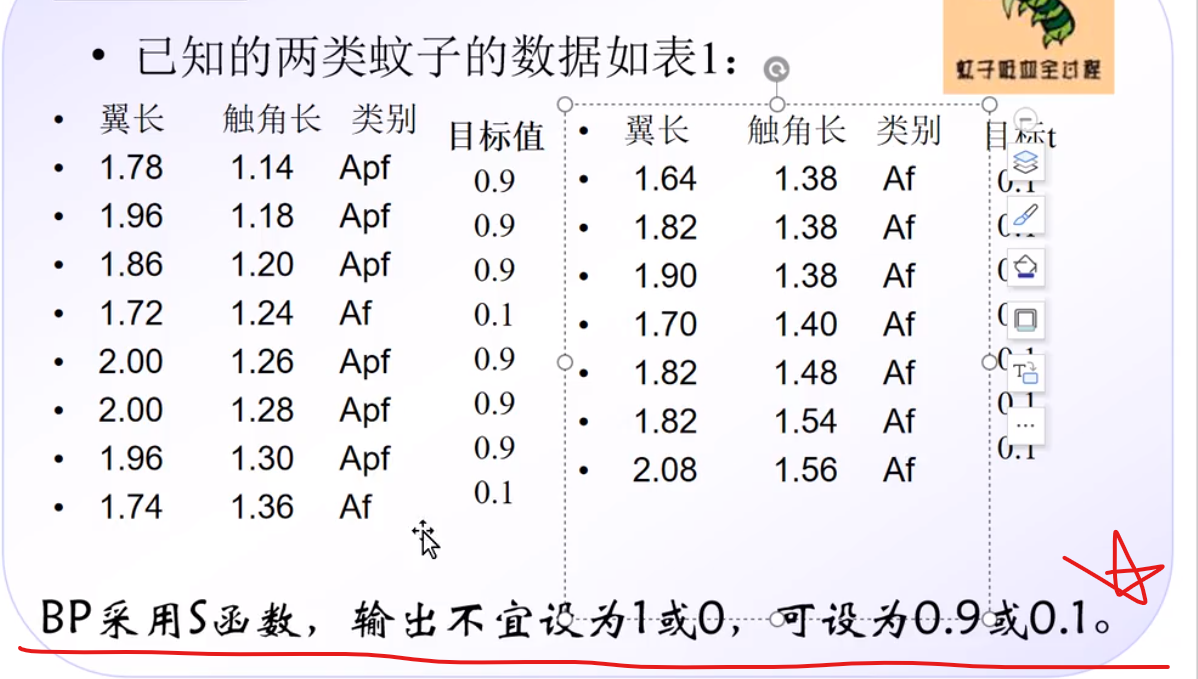 已知的两类蚊子的数据如表1：
蚊子吸血全过程
翼长 触角长 类别 目标值
1.78 1.14 Apf 0.9
1.96 1.18 Apf 0.9
1.86 1.20 Apf 0.9
1.72 1.24 Af 0.1
2.00 1.26 Apf 0.9
2.00 1.28 Apf 0.9
1.96 1.30 Apf 0.9
1.74 1.36 Af 0.1
翼长 触角长 类别 目标t
1.64 1.38 Af 0.1
1.82 1.38 Af
1.90 1.38 Af
1.70 1.40 Af
1.82 1.48 Af 0.1
1.82 1.54 Af 0.1
2.08 1.56 Af 0.1
BP采用S函数，输出不宜设为1或0，可设为0.9或0.1。